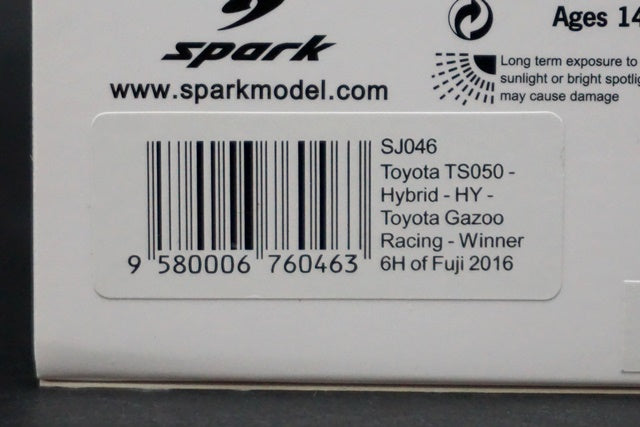 spark
www.sparkmodel.com
Ages 14
Long term exposure to
sunlight or bright spotlig
may cause damage
SJ046
Toyota TS050 -
Hybrid - HY -
Toyota Gazoo
Racing - Winner
6H of Fuji 2016
9 580006 760463